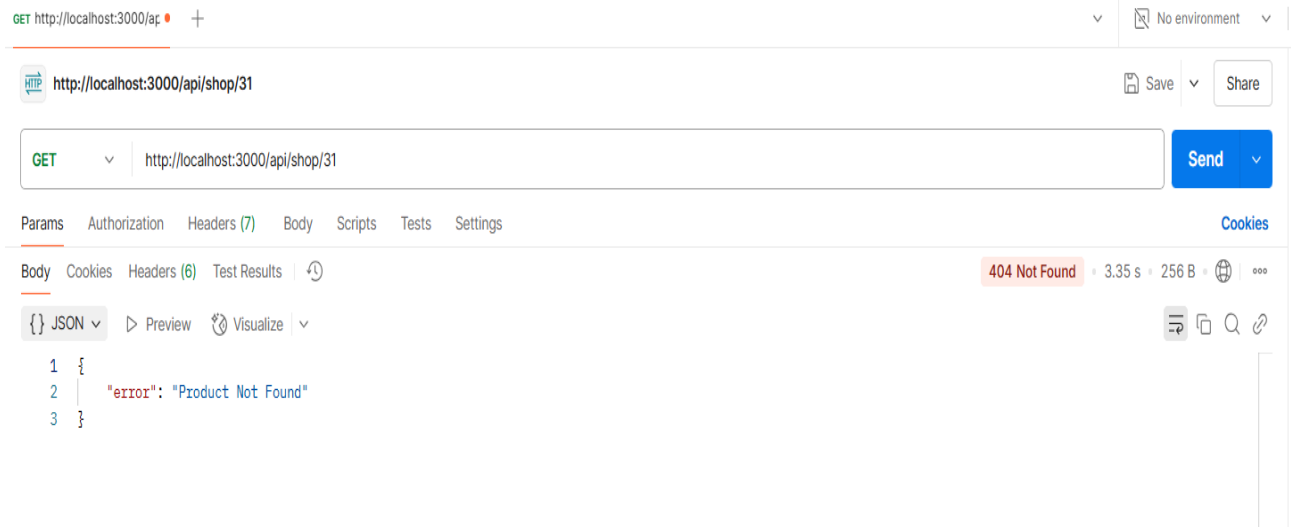 GET http://localhost:3000/ap
No environment
HTTP http://localhost:3000/api/shop/31
Save
Share
GET http://localhost:3000/api/shop/31
Send
Params Authorization Headers (7) Body Scripts Tests Settings
Cookies
Body Cookies Headers (6) Test Results
404 Not Found 3.35 s 256 B
{} JSON Preview Visualize
1 {
2 "error": "Product Not Found"
3 }